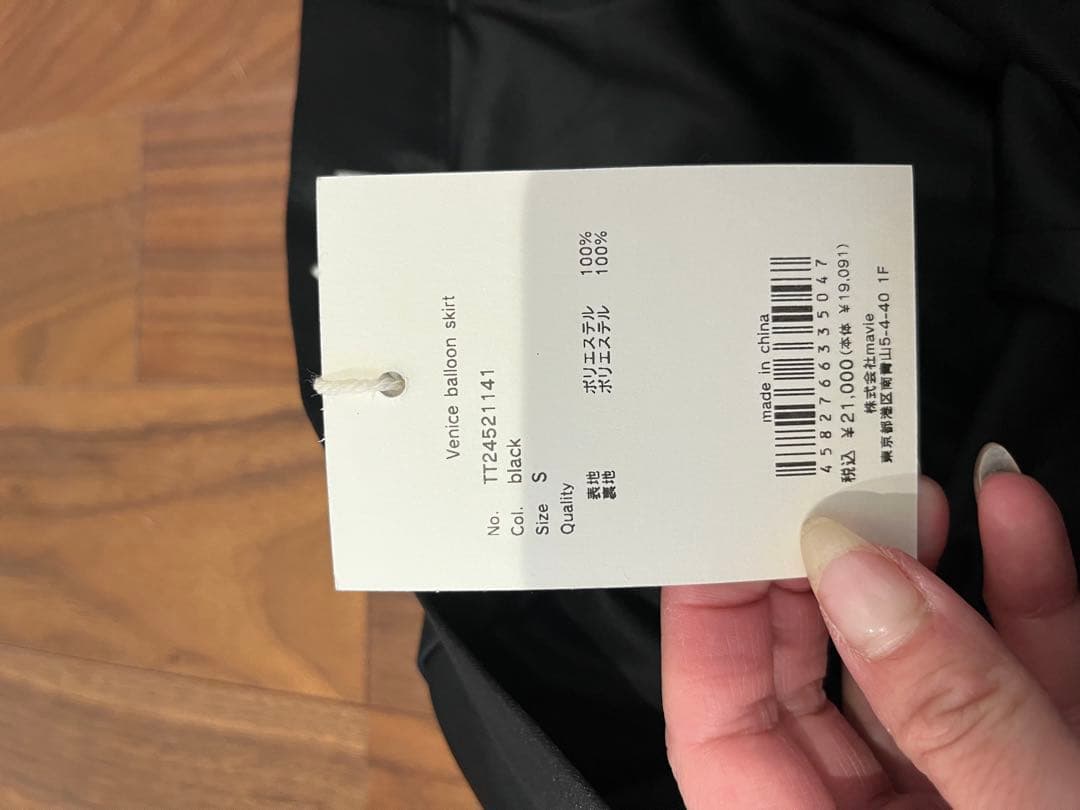 Venice balloon skirt
No. TT24521141
Col. black
Size S
Quality
表地 ポリエステル 100%
裏地 ポリエステル 100%
made in china
4582766335047
税込 ¥21,000(本体 ¥19,091)
株式会社mavie
東京都港区南青山5-4-40 1F